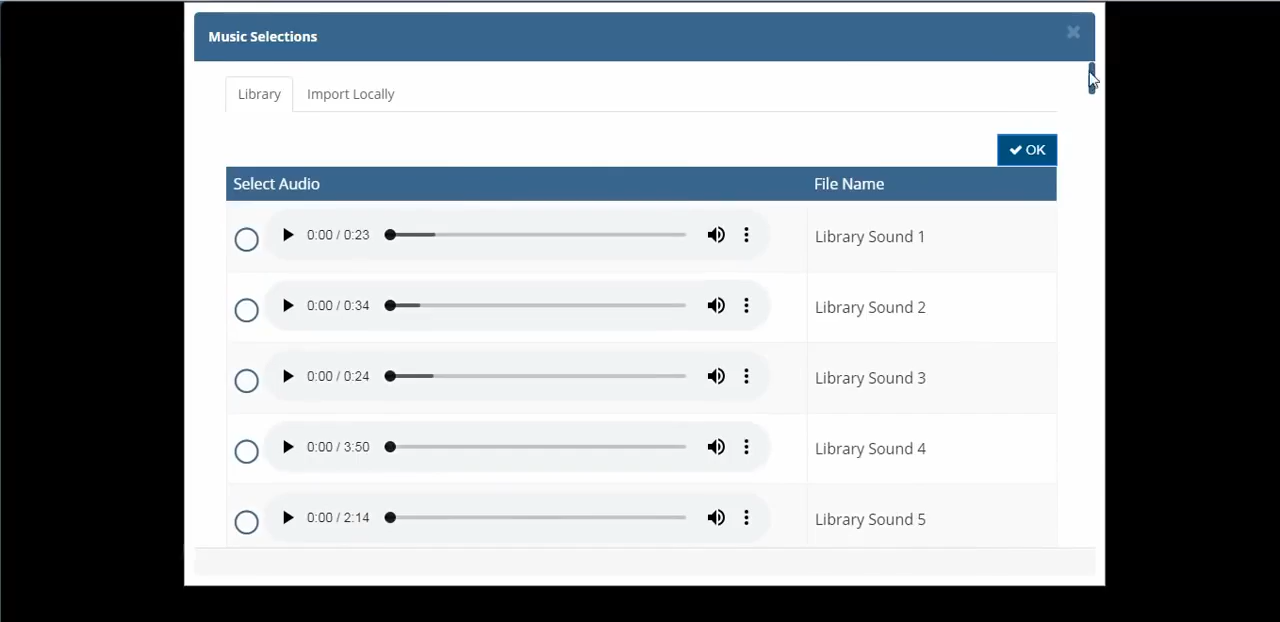 Music Selections
Library
Import Locally
OK
Select Audio
File Name
0:00 / 0:23
Library Sound 1
0:00 / 0:34
Library Sound 2
0:00 / 0:24
Library Sound 3
0:00 / 3:50
Library Sound 4
0:00 / 2:14
Library Sound 5